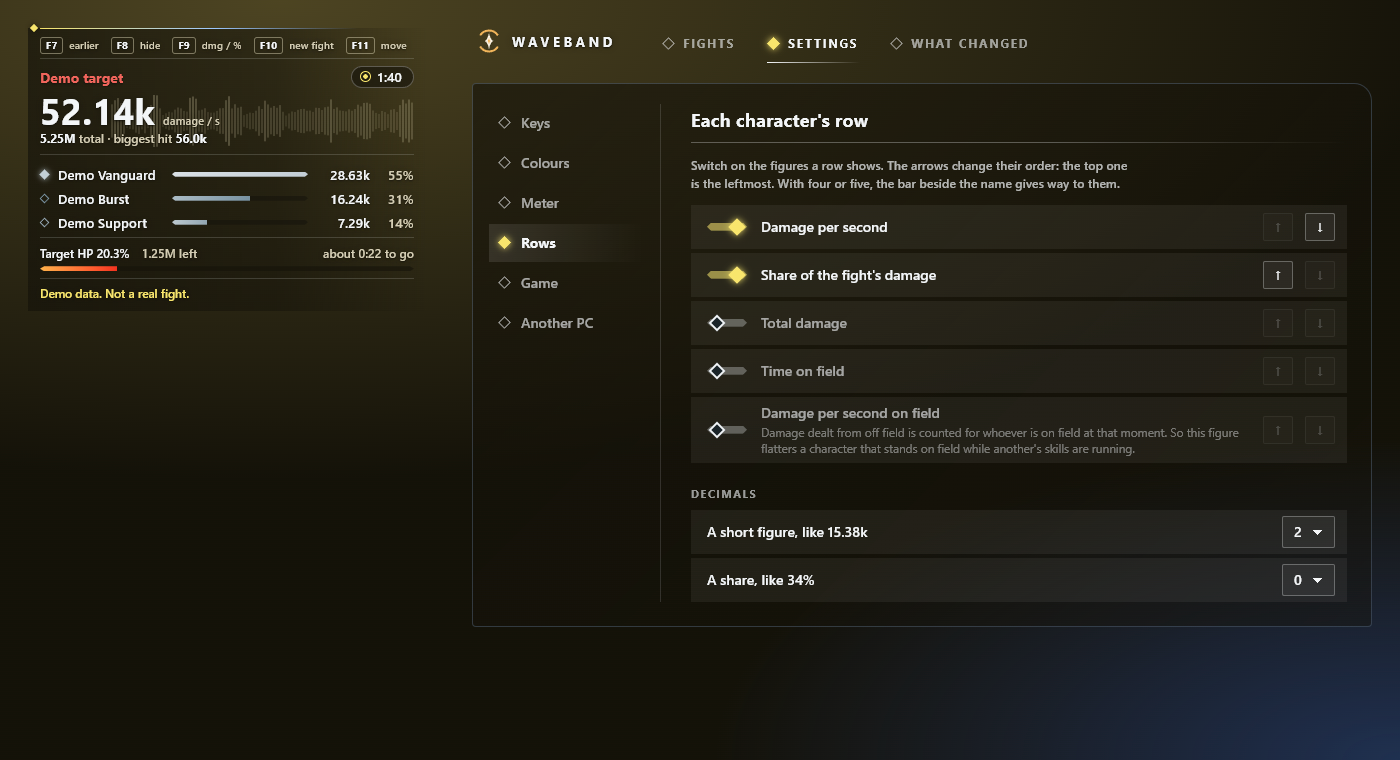 F7 earlier F8 hide F9 dmg / % F10 new fight F11 move
Demo target 1:40
52.14k damage / s
5.25M total · biggest hit 56.0k
Demo Vanguard 28.63k 55%
Demo Burst 16.24k 31%
Demo Support 7.29k 14%
Target HP 20.3% 1.25M left about 0:22 to go
Demo data. Not a real fight.
WAVEBAND FIGHTS SETTINGS WHAT CHANGED
Keys
Colours
Meter
Rows
Game
Another PC
Each character's row
Switch on the figures a row shows. The arrows change their order: the top one
is the leftmost. With four or five, the bar beside the name gives way to them.
Damage per second ↑ ↓
Share of the fight's damage ↑ ↓
Total damage ↑ ↓
Time on field ↑ ↓
Damage per second on field ↑ ↓
Damage dealt from off field is counted for whoever is on field at that moment. So this figure
flatters a character that stands on field while another's skills are running.
DECIMALS
A short figure, like 15.38k 2
A share, like 34% 0